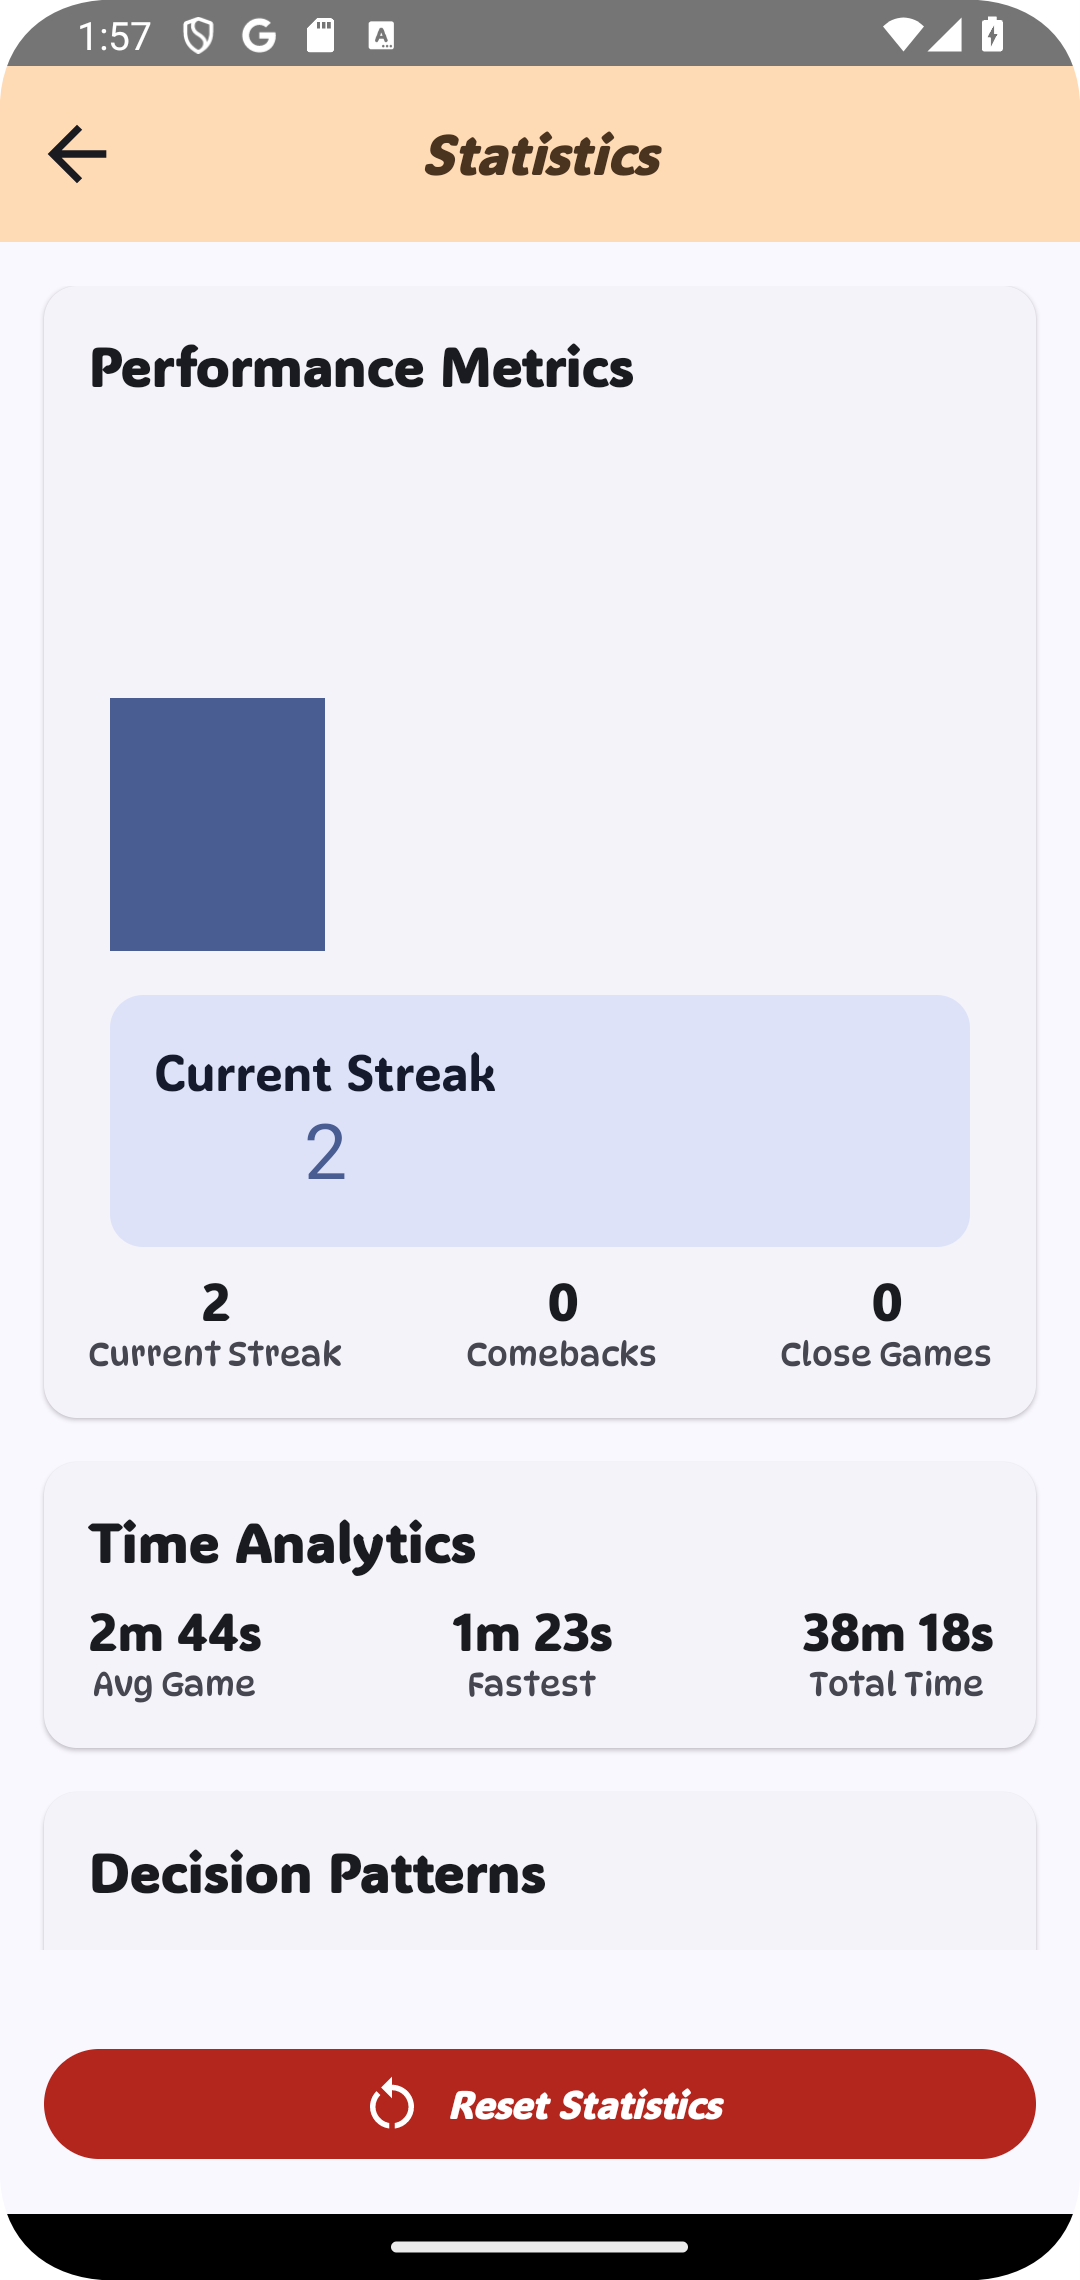 1:57
Statistics
Performance Metrics
Current Streak
2
2 0 0
Current Streak Comebacks Close Games
Time Analytics
2m 44s 1m 23s 38m 18s
Avg Game Fastest Total Time
Decision Patterns
Reset Statistics